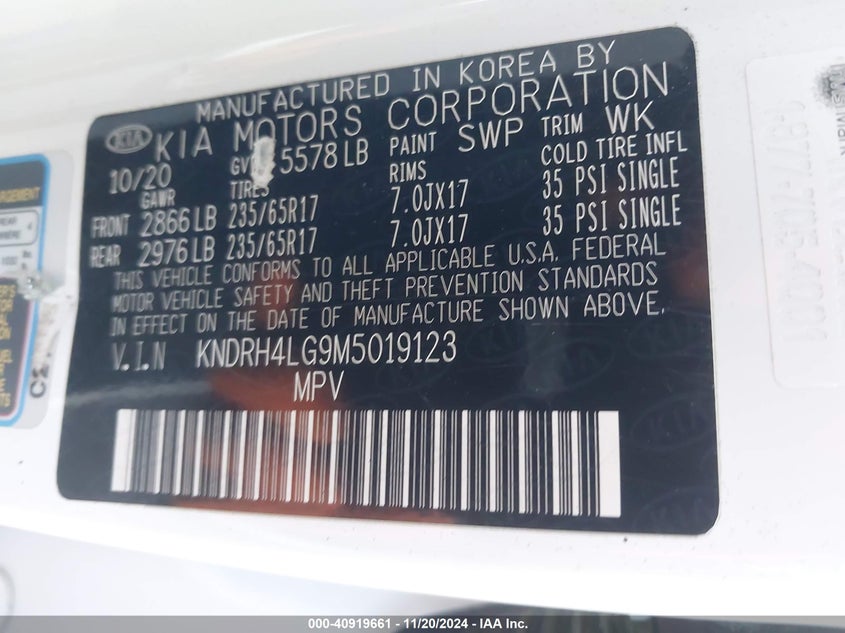 MANUFACTURED IN KOREA BY
KIA KIA MOTORS CORPORATION
10/20 5578 LB PAINT SWP TRIM WK
GAWR TIRES RIMS COLD TIRE INFL
FRONT 2866 LB 235/65R17 7.0JX17 35 PSI SINGLE
REAR 2976 LB 235/65R17 7.0JX17 35 PSI SINGLE
THIS VEHICLE CONFORMS TO ALL APPLICABLE U.S.A. FEDERAL
MOTOR VEHICLE SAFETY AND THEFT PREVENTION STANDARDS
IN EFFECT ON THE DATE OF MANUFACTURE SHOWN ABOVE.
V.I.N KNDRH4LG9M5019123
MPV
000-40919661 - 11/20/2024 - IAAI.com